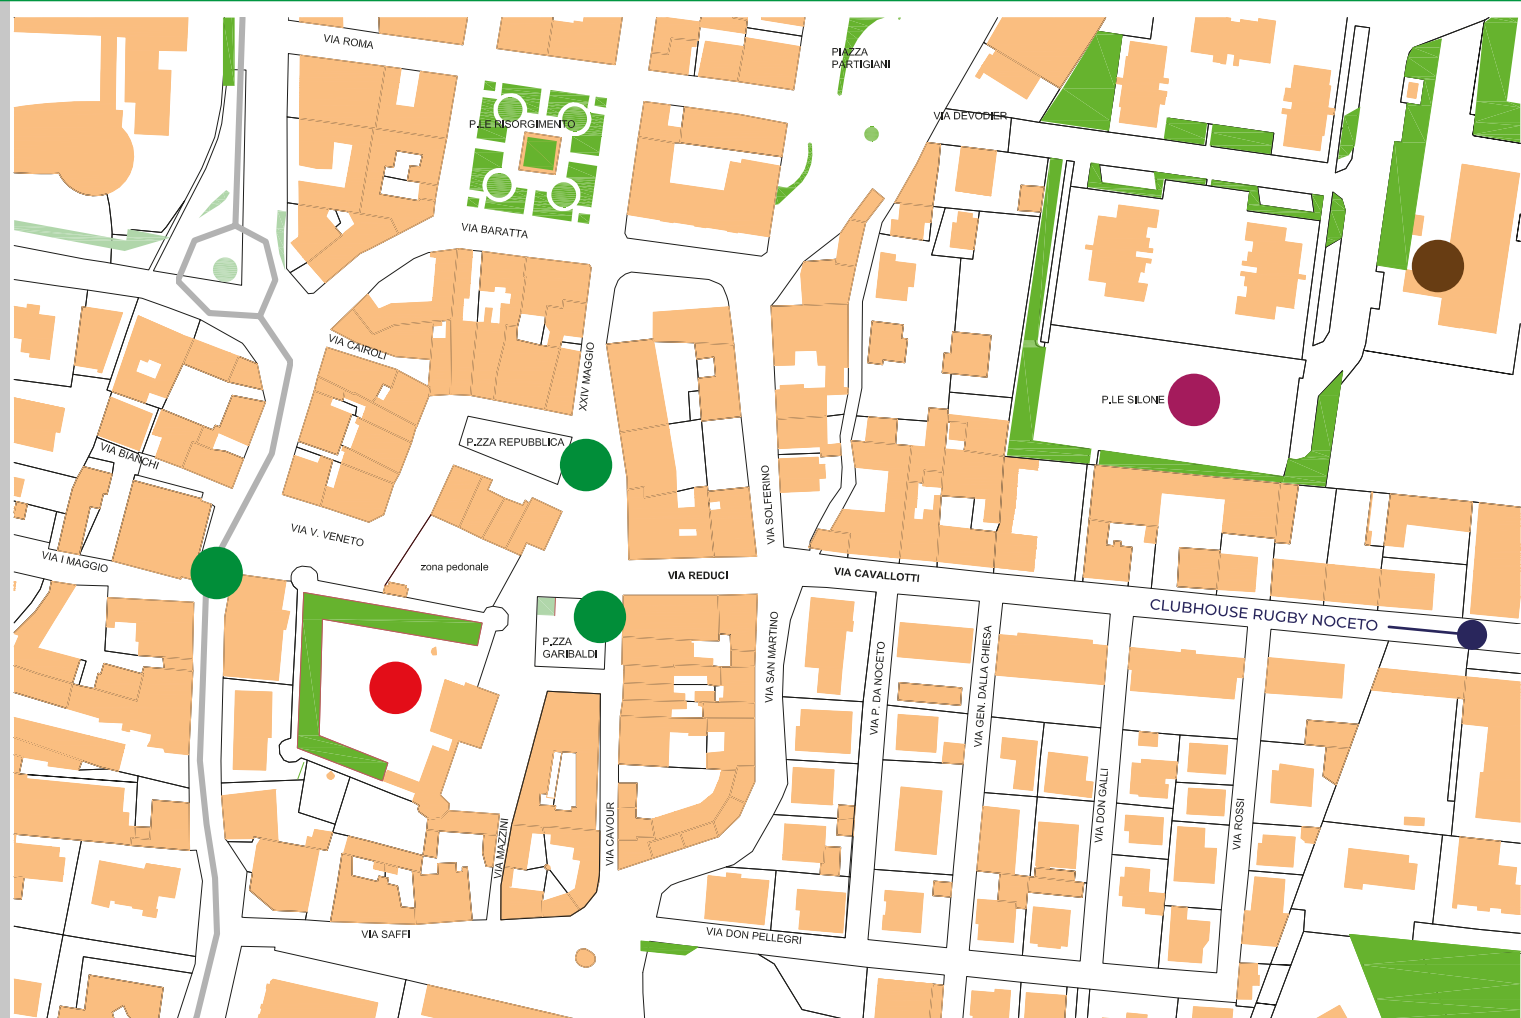 VIA ROMA
PIAZZA
PARTIGIANI
P.LE RISORGIMENTO
VIA DEVODIER
VIA BARATTA
VIA CAIROLI
XXIV MAGGIO
P.LE SILONE
P.ZZA REPUBBLICA
VIA BIANCHI
VIA SOLFERINO
VIA V. VENETO
VIA I MAGGIO
zona pedonale
VIA REDUCI
VIA CAVALLOTTI
CLUBHOUSE RUGBY NOCETO
P.ZZA
GARIBALDI
VIA SAN MARTINO
VIA P. DA NOCETO
VIA GEN. DALLA CHIESA
VIA DON GALLI
VIA ROSSI
VIA MAZZINI
VIA CAVOUR
VIA SAFFI
VIA DON PELLEGRI